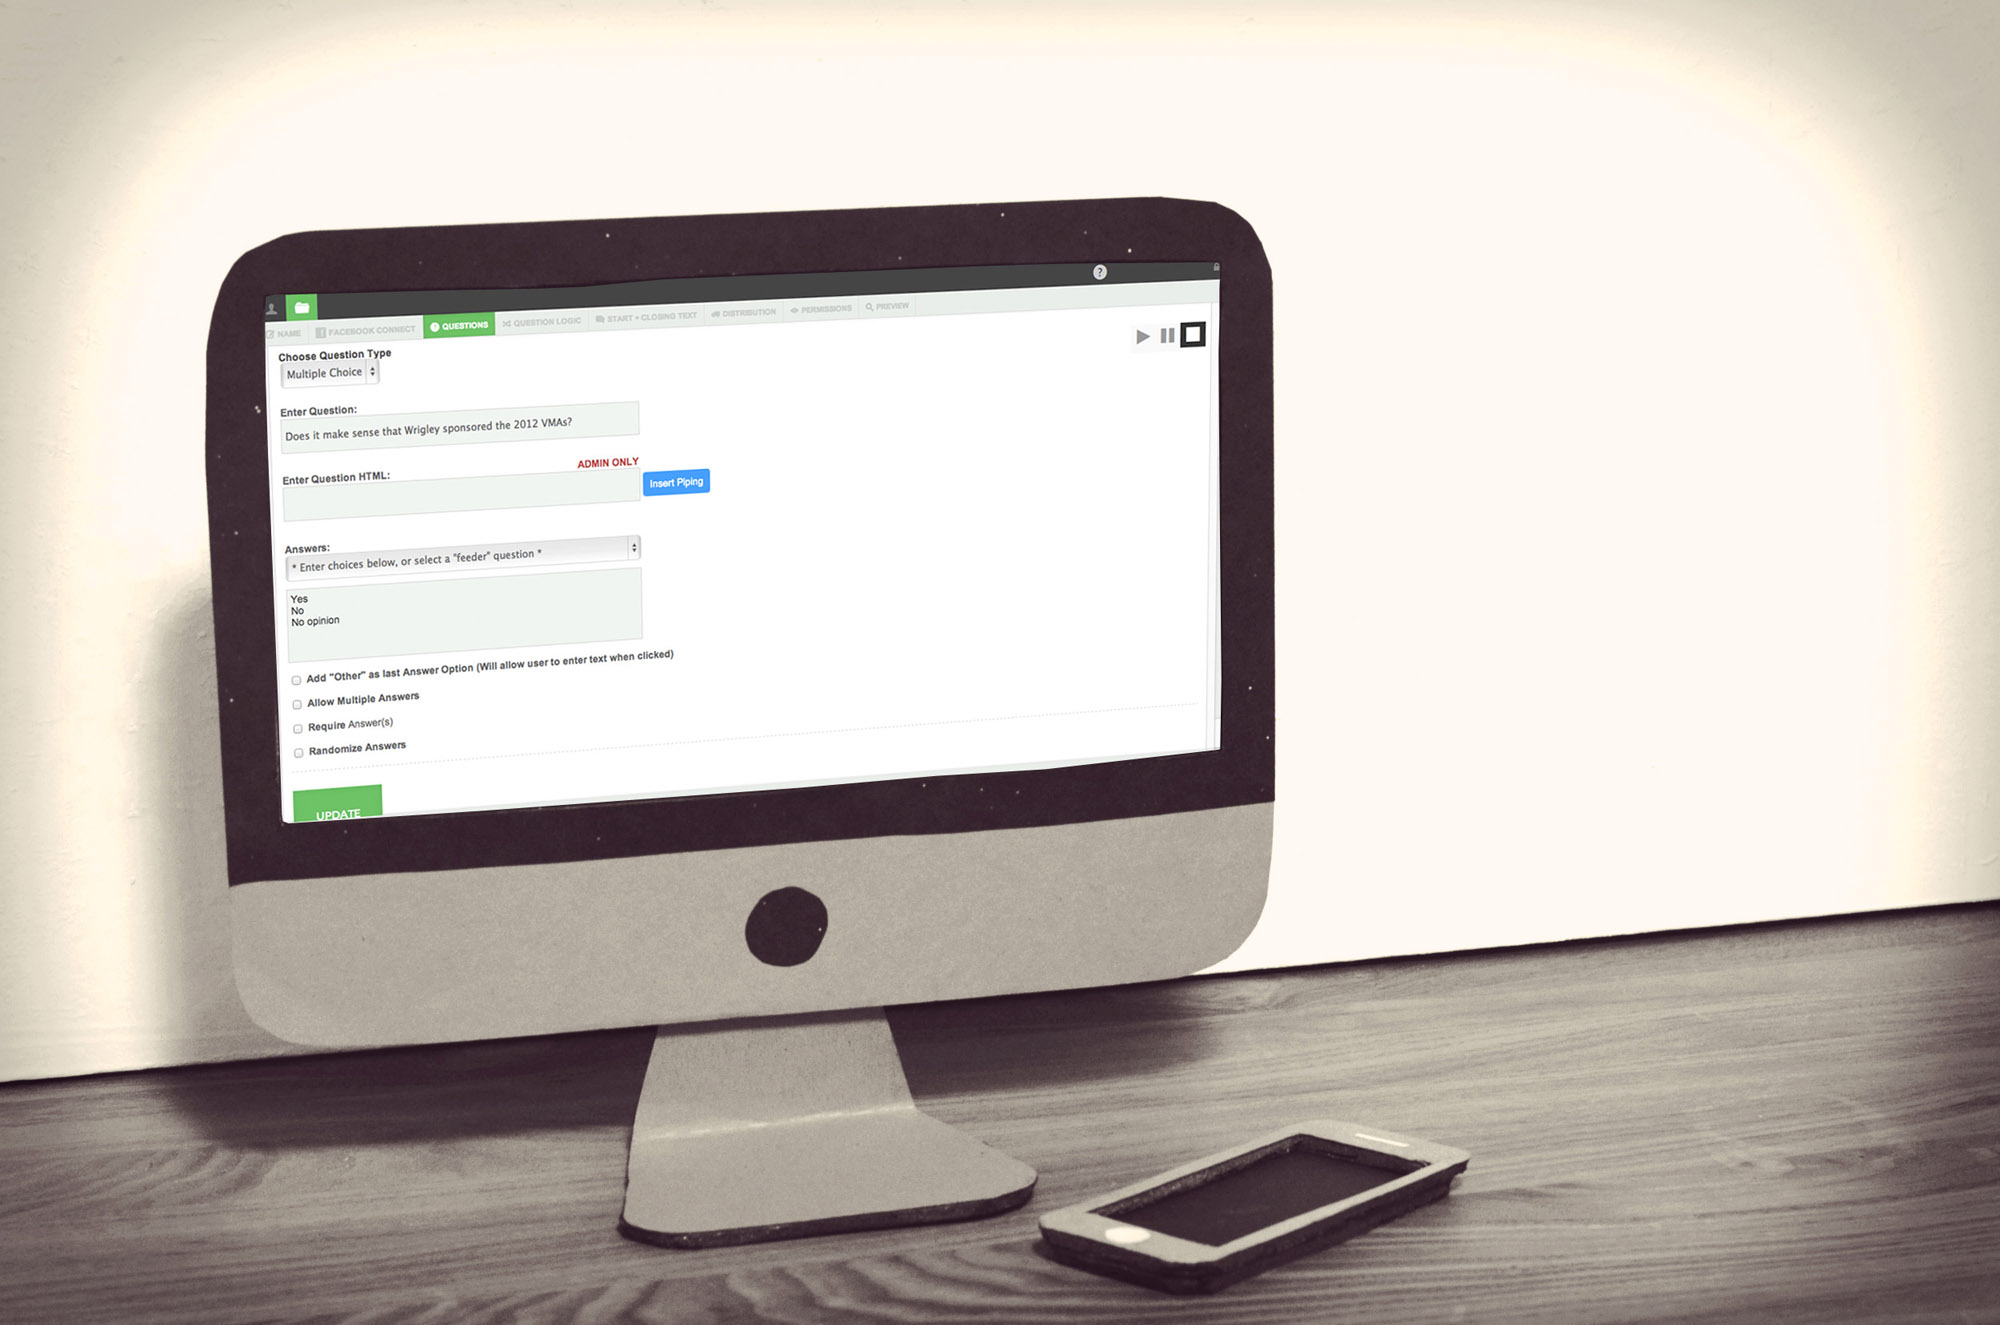 NAME
FACEBOOK CONNECT
QUESTIONS
QUESTION LOGIC
START + CLOSING TEXT
DISTRIBUTION
PERMISSIONS
PREVIEW
Choose Question Type
Multiple Choice
Enter Question:
Does it make sense that Wrigley sponsored the 2012 VMAs?
ADMIN ONLY
Enter Question HTML:
Insert Piping
Answers:
* Enter choices below, or select a "feeder" question *
Yes
No
No opinion
Add "Other" as last Answer Option (Will allow user to enter text when clicked)
Allow Multiple Answers
Require Answer(s)
Randomize Answers
UPDATE